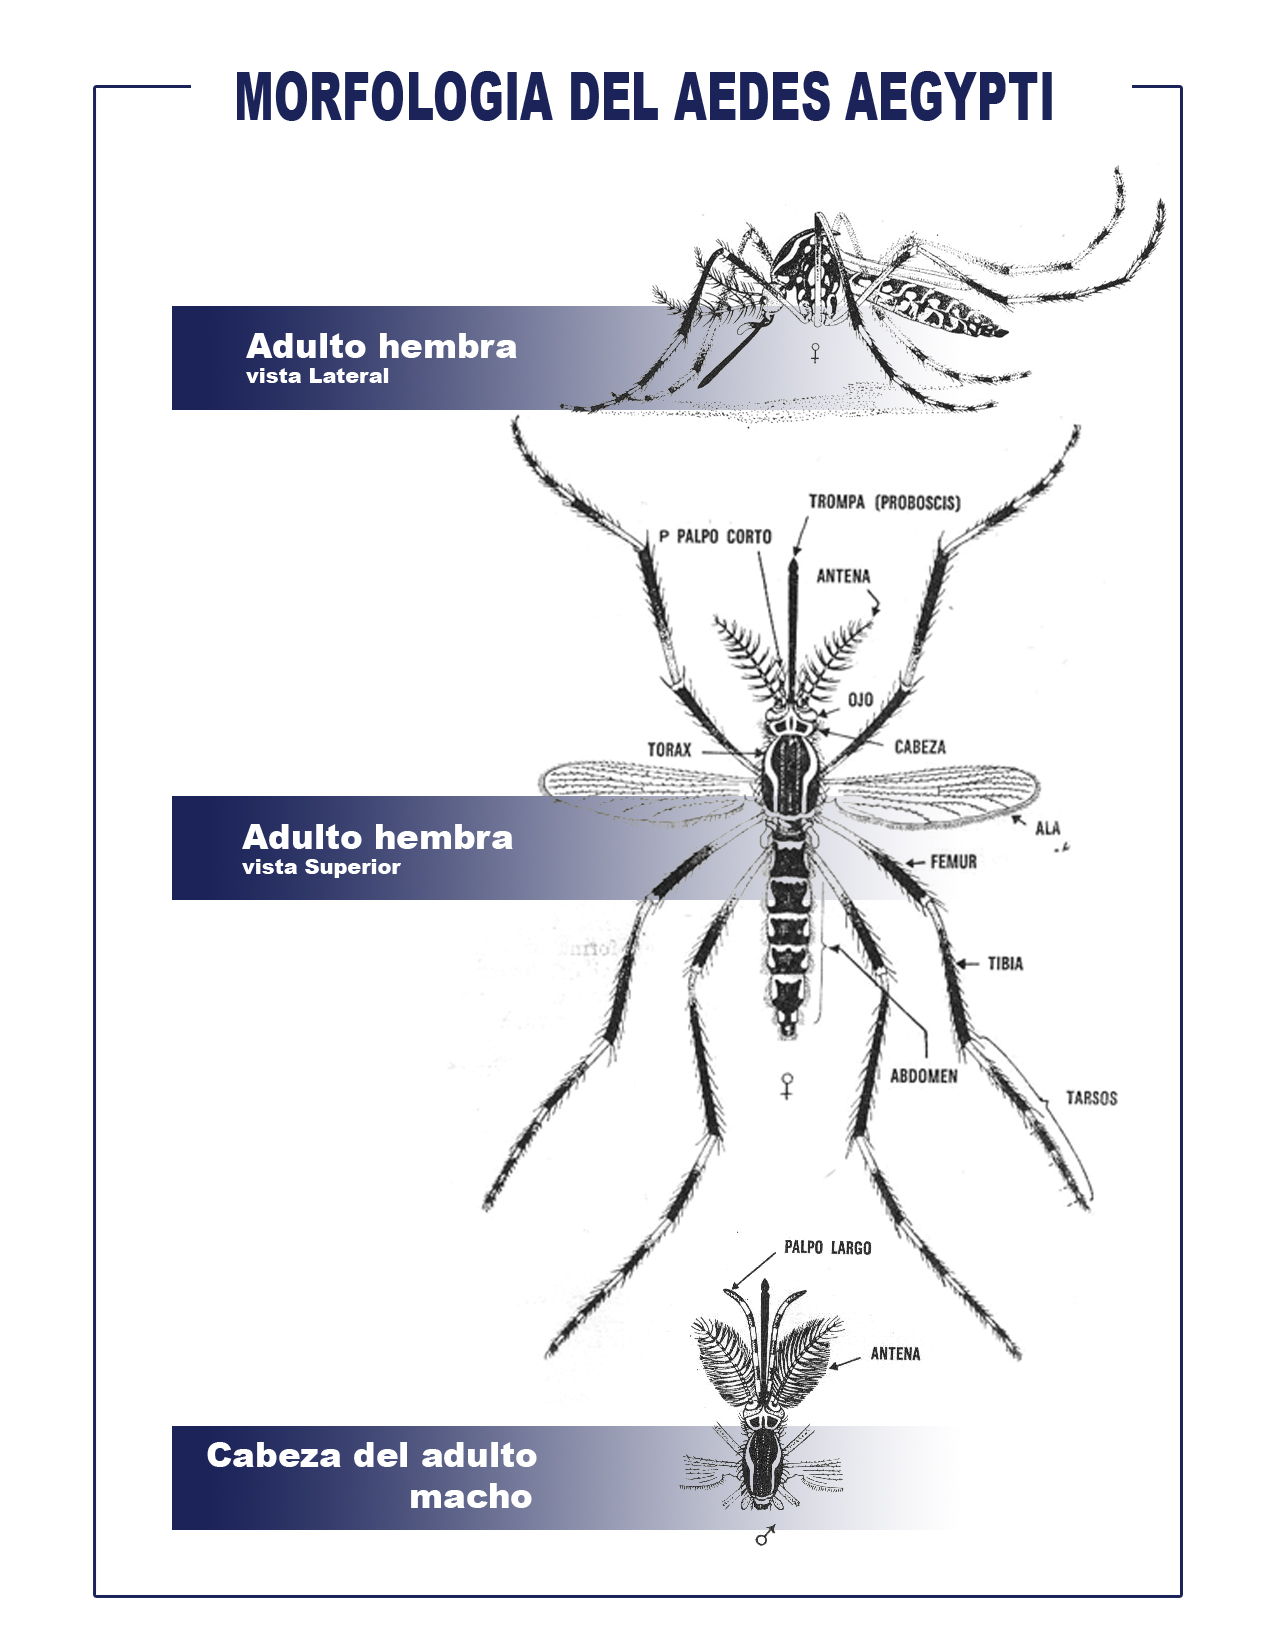 MORFOLOGIA DEL AEDES AEGYPTI
Adulto hembra
vista Lateral
♀
TROMPA (PROBOSCIS)
P PALPO CORTO
ANTENA
OJO
CABEZA
TORAX
ALA
Adulto hembra
vista Superior
FEMUR
TIBIA
ABDOMEN
♀
TARSOS
PALPO LARGO
ANTENA
Cabeza del adulto
macho
♂